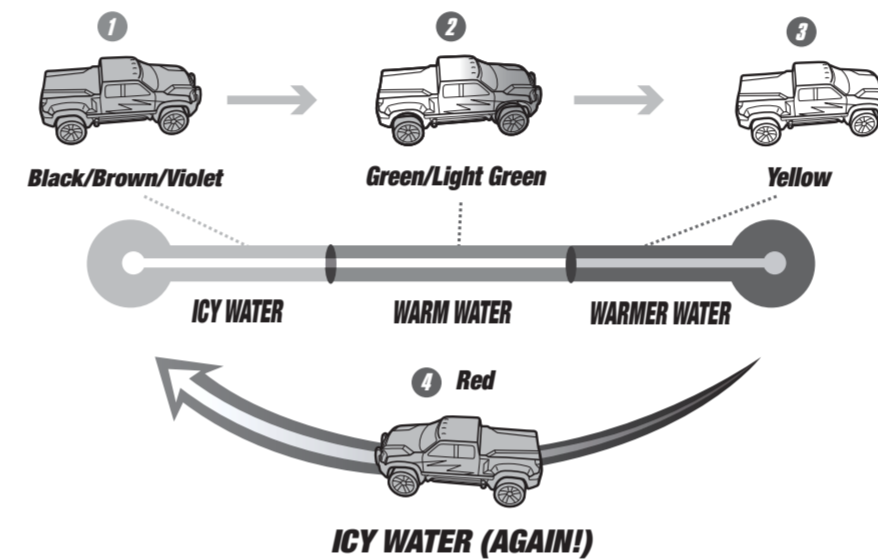 1
2
3
Black/Brown/Violet
Green/Light Green
Yellow
ICY WATER
WARM WATER
WARMER WATER
4 Red
ICY WATER (AGAIN!)